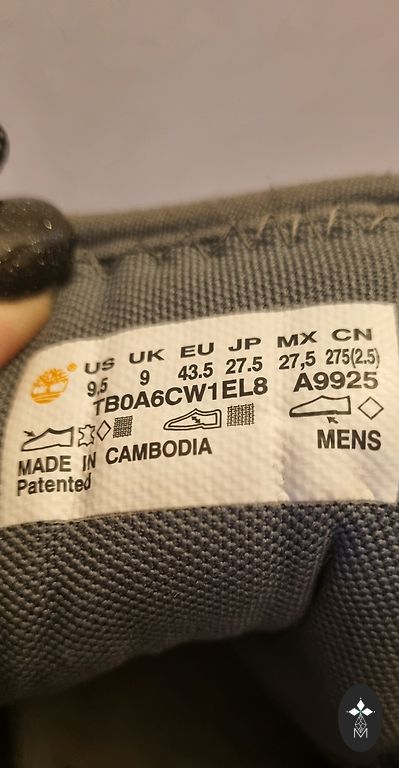 US UK EU JP MX CN
9,5 9 43.5 27.5 27,5 275(2.5)
TB0A6CW1EL8 A9925
MADE IN CAMBODIA MENS
Patented
M